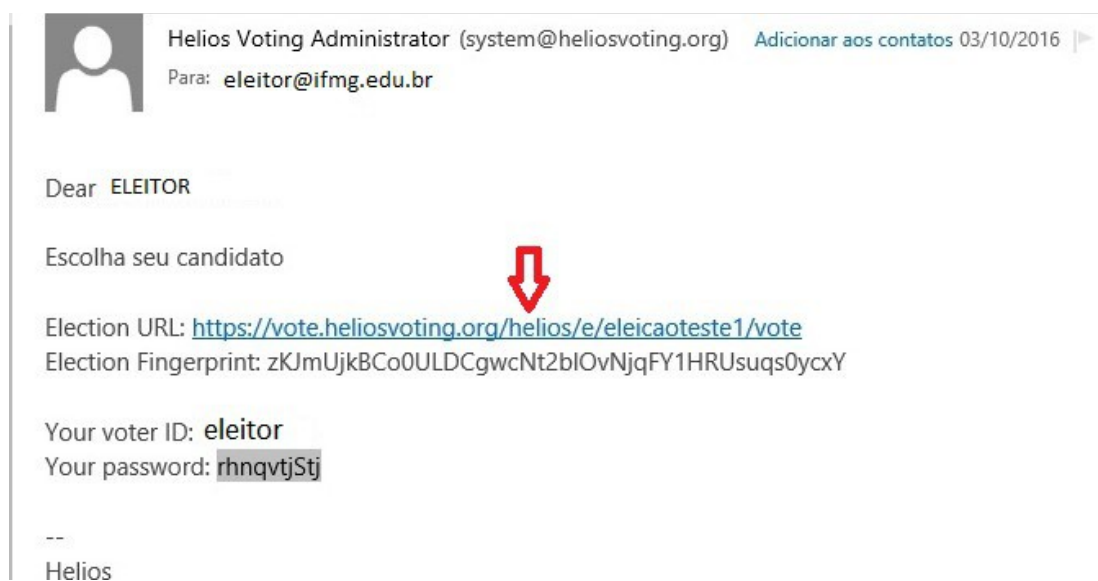 Helios Voting Administrator (system@heliosvoting.org) Adicionar aos contatos 03/10/2016
Para: eleitor@ifmg.edu.br
Dear ELEITOR
Escolha seu candidato
Election URL: https://vote.heliosvoting.org/helios/e/eleicaoteste1/vote
Election Fingerprint: zKJmUjkBCo0ULDCgwcNt2bIOvNjqFY1HRUsuqs0ycxY
Your voter ID: eleitor
Your password: rhnqvtjStj
--
Helios